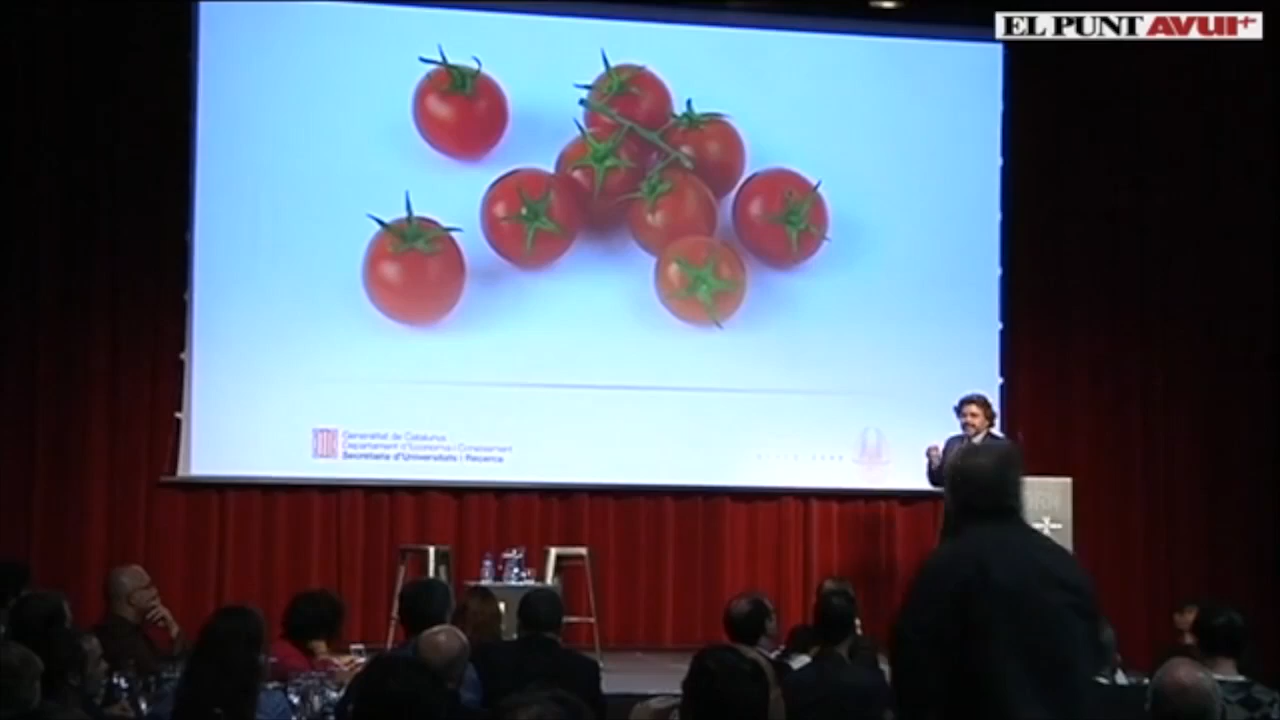 EL PUNT AVUI+
Generalitat de Catalunya
Departament d'Economia i Coneixement
Secretaria d'Universitats i Recerca